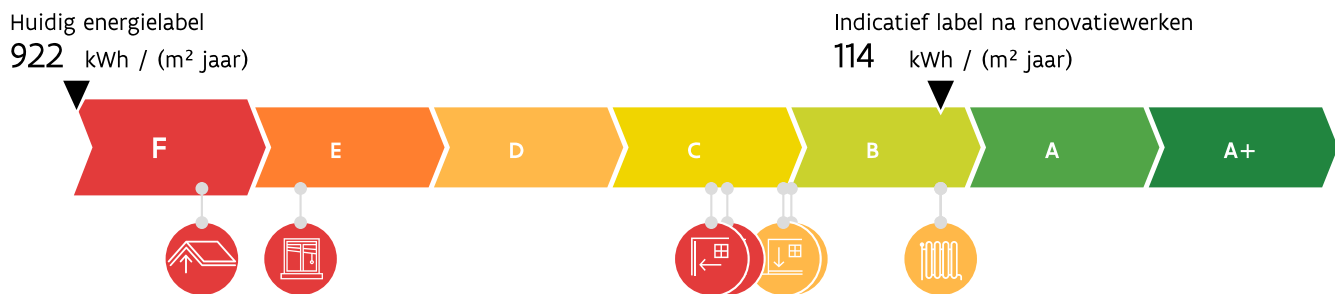 Huidig energielabel
922 kWh / (m² jaar)
Indicatief label na renovatiewerken
114 kWh / (m² jaar)
F E D C B A A+